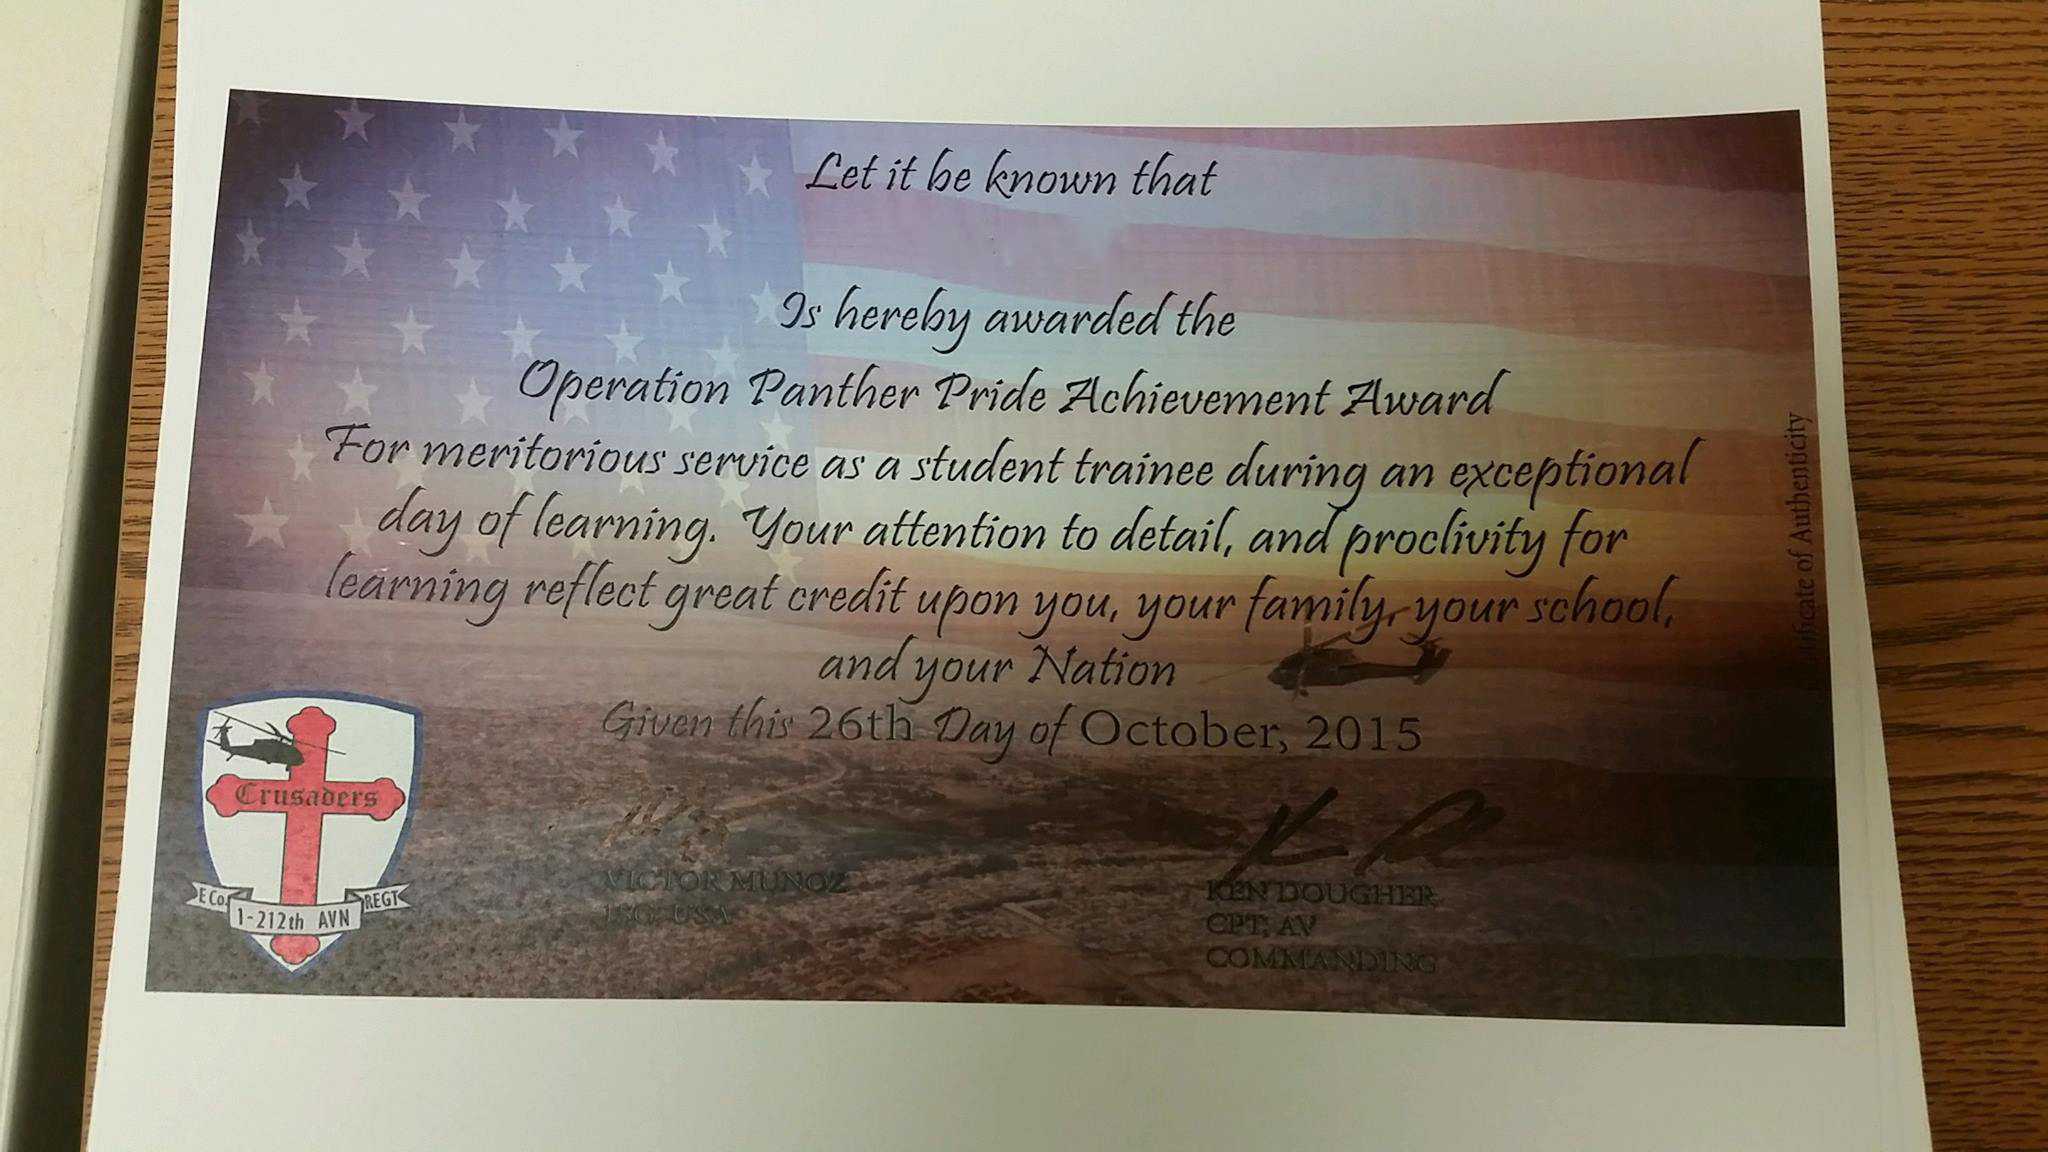 Let it be known that
Is hereby awarded the
Operation Panther Pride Achievement Award
For meritorious service as a student trainee during an exceptional
day of learning. Your attention to detail, and proclivity for
learning reflect great credit upon you, your family, your school,
and your Nation
Given this 26th Day of October, 2015
VICTOR MUNOZ
1SG, USA
KEN DOUGHER
CPT, AV
COMMANDING
Crusaders
E Co. 1-212th AVN REGT
Certificate of Authenticity